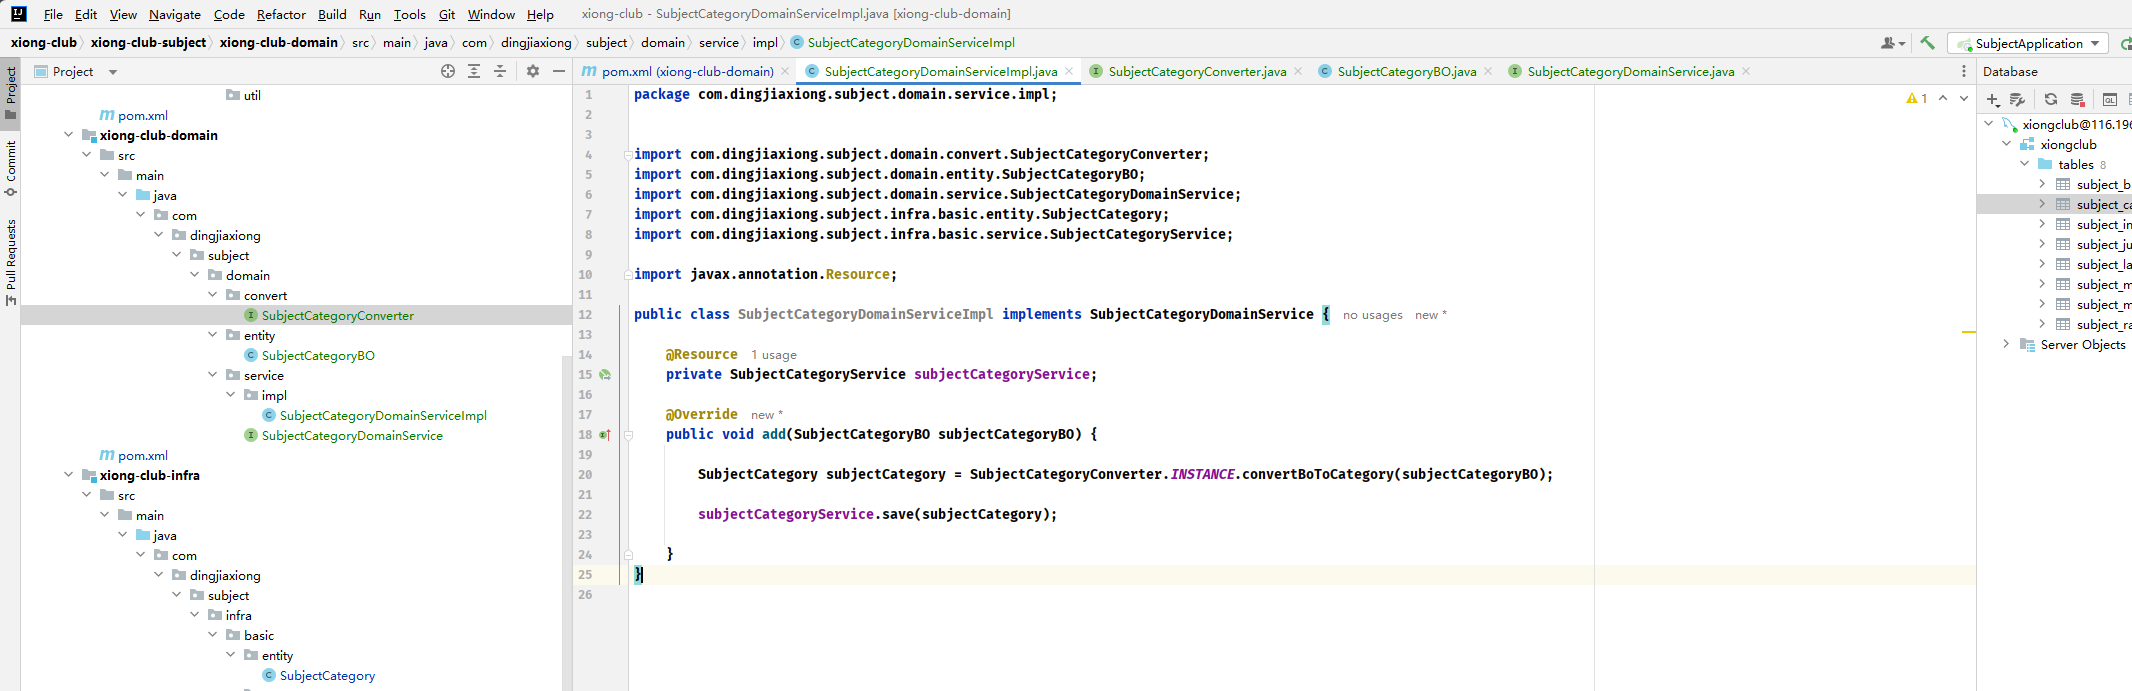 File Edit View Navigate Code Refactor Build Run Tools Git Window Help xiong-club - SubjectCategoryDomainServiceImpl.java [xiong-club-domain]
xiong-club xiong-club-subject xiong-club-domain src main java com dingjiaxiong subject domain service impl SubjectCategoryDomainServiceImpl
SubjectApplication
Project
Commit
Pull Requests
Project
pom.xml (xiong-club-domain) SubjectCategoryDomainServiceImpl.java SubjectCategoryConverter.java SubjectCategoryBO.java SubjectCategoryDomainService.java
Database
util
pom.xml
xiong-club-domain
src
main
java
com
dingjiaxiong
subject
domain
convert
SubjectCategoryConverter
entity
SubjectCategoryBO
service
impl
SubjectCategoryDomainServiceImpl
SubjectCategoryDomainService
pom.xml
xiong-club-infra
src
main
java
com
dingjiaxiong
subject
infra
basic
entity
SubjectCategory
1 package com.dingjiaxiong.subject.domain.service.impl;
2
3
4 import com.dingjiaxiong.subject.domain.convert.SubjectCategoryConverter;
5 import com.dingjiaxiong.subject.domain.entity.SubjectCategoryBO;
6 import com.dingjiaxiong.subject.domain.service.SubjectCategoryDomainService;
7 import com.dingjiaxiong.subject.infra.basic.entity.SubjectCategory;
8 import com.dingjiaxiong.subject.infra.basic.service.SubjectCategoryService;
9
10 import javax.annotation.Resource;
11
12 public class SubjectCategoryDomainServiceImpl implements SubjectCategoryDomainService { no usages new *
13
14 @Resource 1 usage
15 private SubjectCategoryService subjectCategoryService;
16
17 @Override new *
18 public void add(SubjectCategoryBO subjectCategoryBO) {
19
20 SubjectCategory subjectCategory = SubjectCategoryConverter.INSTANCE.convertBoToCategory(subjectCategoryBO);
21
22 subjectCategoryService.save(subjectCategory);
23
24 }
25 }
26
1
QL
xiongclub@116.196
xiongclub
tables 8
subject_b
subject_ca
subject_in
subject_ju
subject_la
subject_m
subject_m
subject_ra
Server Objects